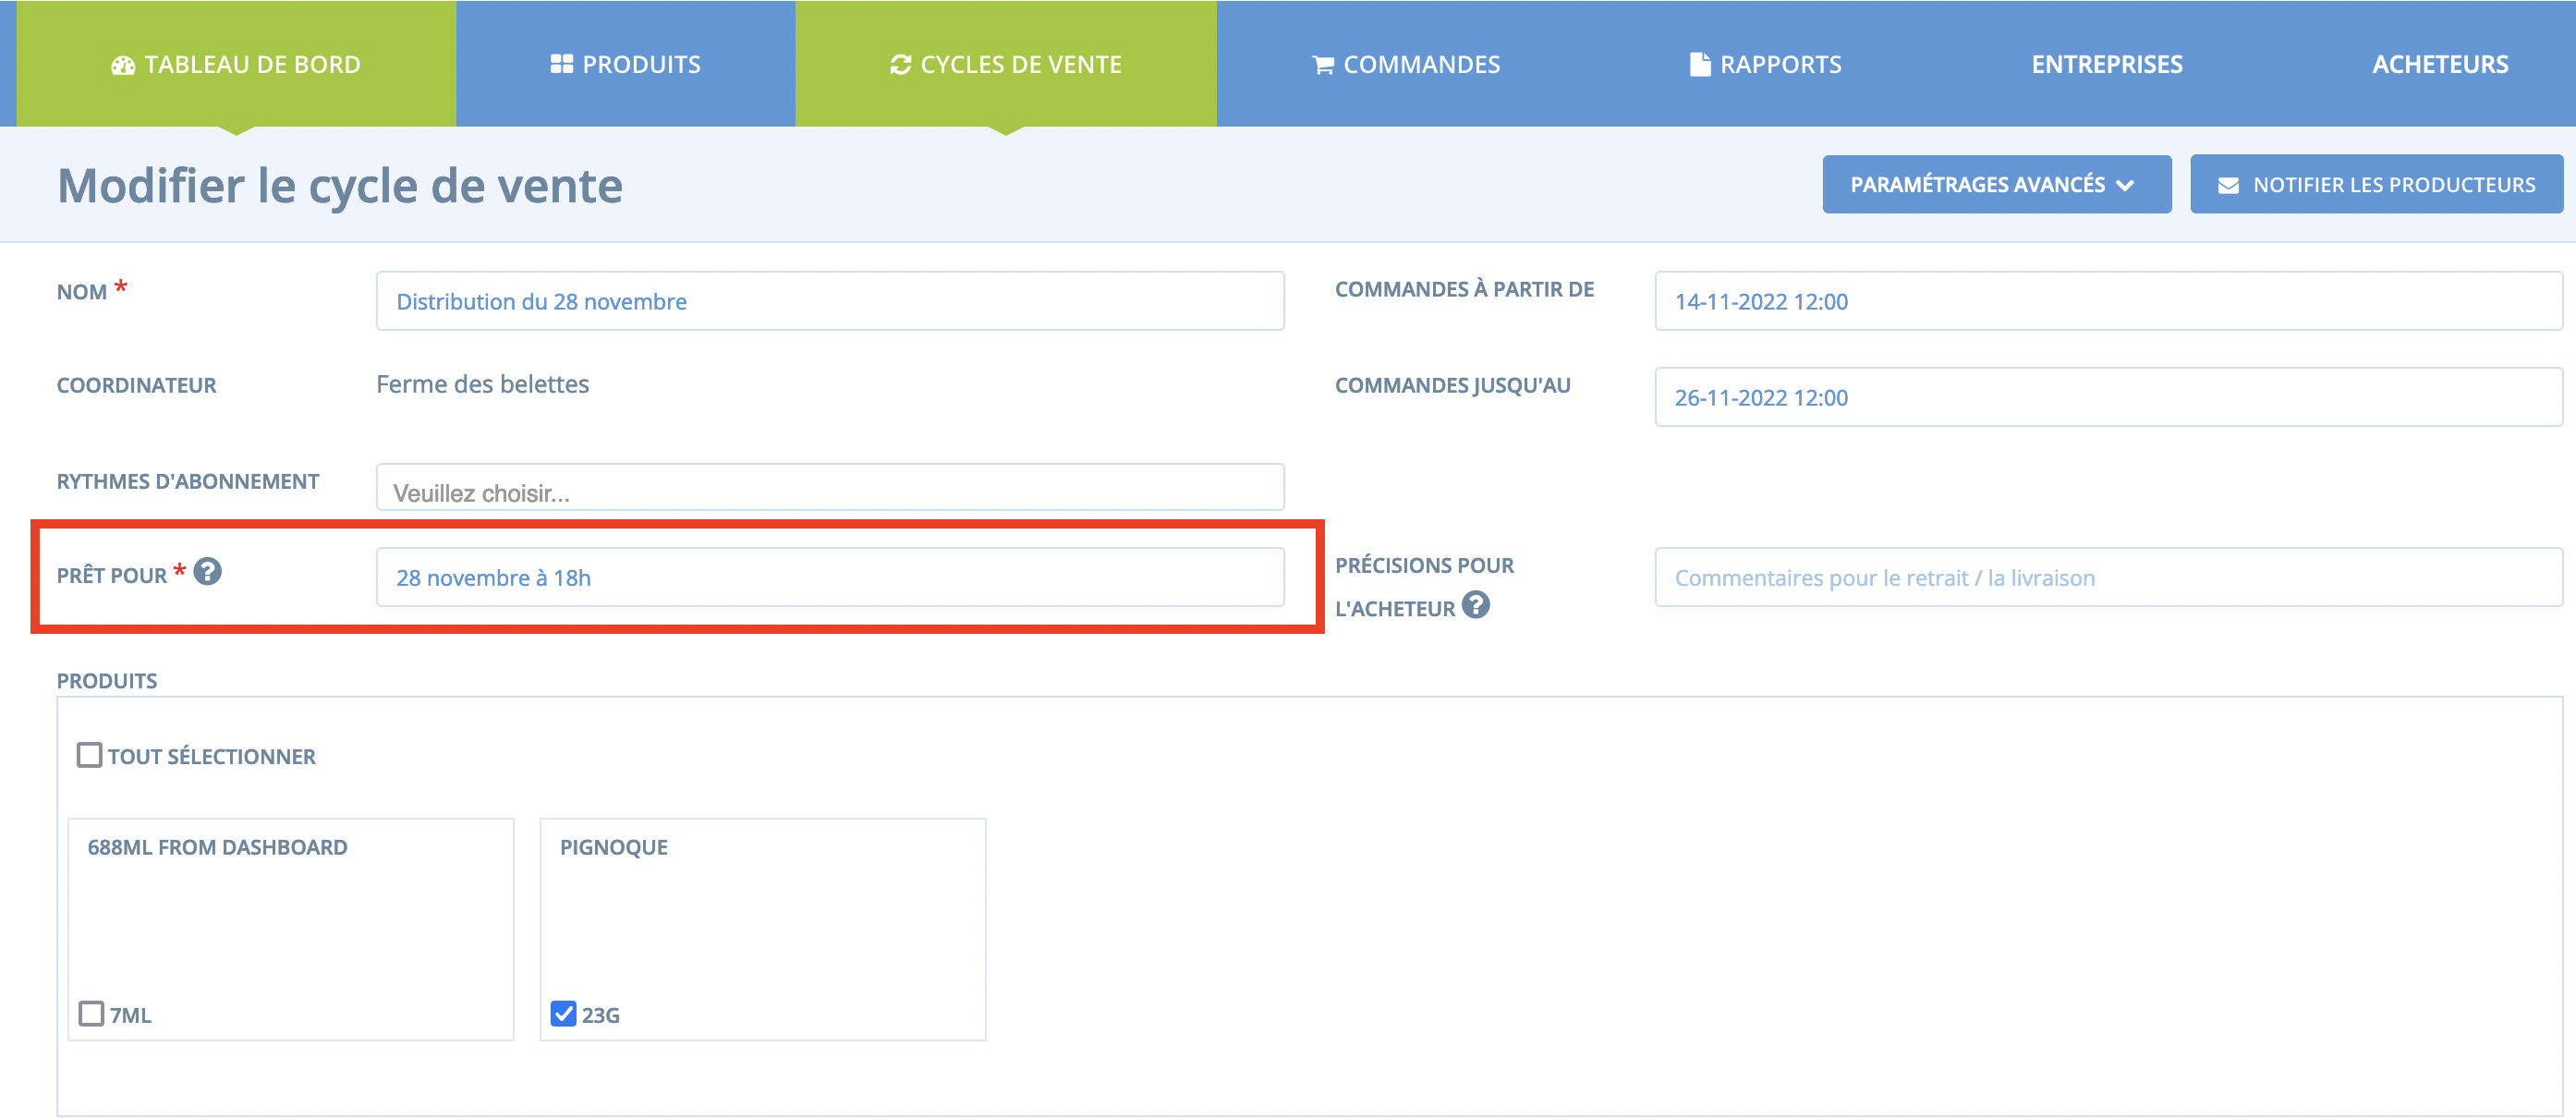 TABLEAU DE BORD
PRODUITS
CYCLES DE VENTE
COMMANDES
RAPPORTS
ENTREPRISES
ACHETEURS
Modifier le cycle de vente
PARAMÉTRAGES AVANCÉS
NOTIFIER LES PRODUCTEURS
NOM *
Distribution du 28 novembre
COMMANDES À PARTIR DE
14-11-2022 12:00
COORDINATEUR
Ferme des belettes
COMMANDES JUSQU'AU
26-11-2022 12:00
RYTHMES D'ABONNEMENT
Veuillez choisir...
PRÊT POUR * ?
28 novembre à 18h
PRÉCISIONS POUR
L'ACHETEUR ?
Commentaires pour le retrait / la livraison
PRODUITS
TOUT SÉLECTIONNER
688ML FROM DASHBOARD
PIGNOQUE
7ML
23G